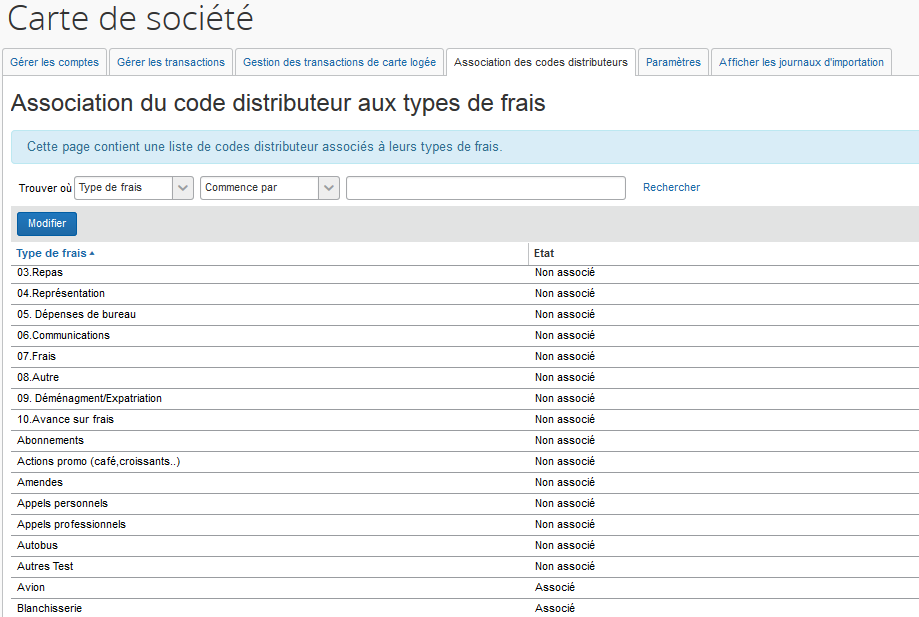 Carte de société
Gérer les comptes Gérer les transactions Gestion des transactions de carte logée Association des codes distributeurs Paramètres Afficher les journaux d'importation
Association du code distributeur aux types de frais
Cette page contient une liste de codes distributeur associés à leurs types de frais.
Trouver où Type de frais Commence par Rechercher
Modifier
Type de frais Etat
03.Repas Non associé
04.Représentation Non associé
05. Dépenses de bureau Non associé
06.Communications Non associé
07.Frais Non associé
08.Autre Non associé
09. Déménagment/Expatriation Non associé
10.Avance sur frais Non associé
Abonnements Non associé
Actions promo (café,croissants..) Non associé
Amendes Non associé
Appels personnels Non associé
Appels professionnels Non associé
Autobus Non associé
Autres Test Non associé
Avion Associé
Blanchisserie Associé